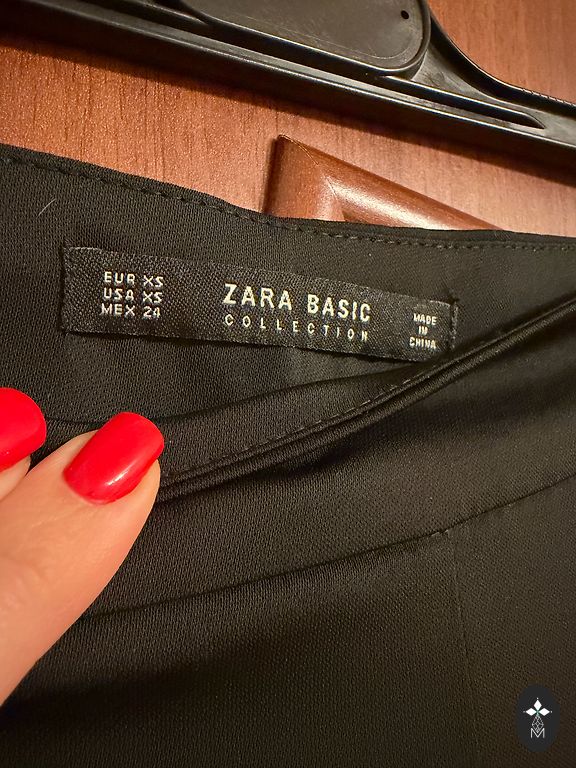 EUR XS
USA XS
MEX 24
ZARA BASIC
COLLECTION
MADE
IN
CHINA
M